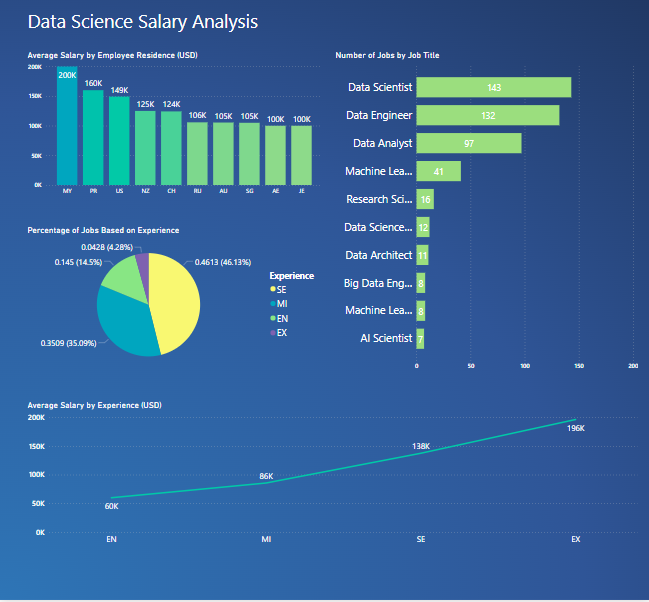 Data Science Salary Analysis
Average Salary by Employee Residence (USD)
200K
150K
100K
50K
0K
200K
160K
149K
125K
124K
106K
105K
105K
100K
100K
MY
PR
US
NZ
CH
RU
AU
SG
AE
JE
Number of Jobs by Job Title
Data Scientist 143
Data Engineer 132
Data Analyst 97
Machine Lea... 41
Research Sci... 16
Data Science... 12
Data Architect 11
Big Data Eng... 8
Machine Lea... 8
AI Scientist 7
0 50 100 150 200
Percentage of Jobs Based on Experience
0.0428 (4.28%)
0.145 (14.5%)
0.4613 (46.13%)
0.3509 (35.09%)
Experience
SE
MI
EN
EX
Average Salary by Experience (USD)
200K
150K
100K
50K
0K
60K
86K
138K
196K
EN MI SE EX